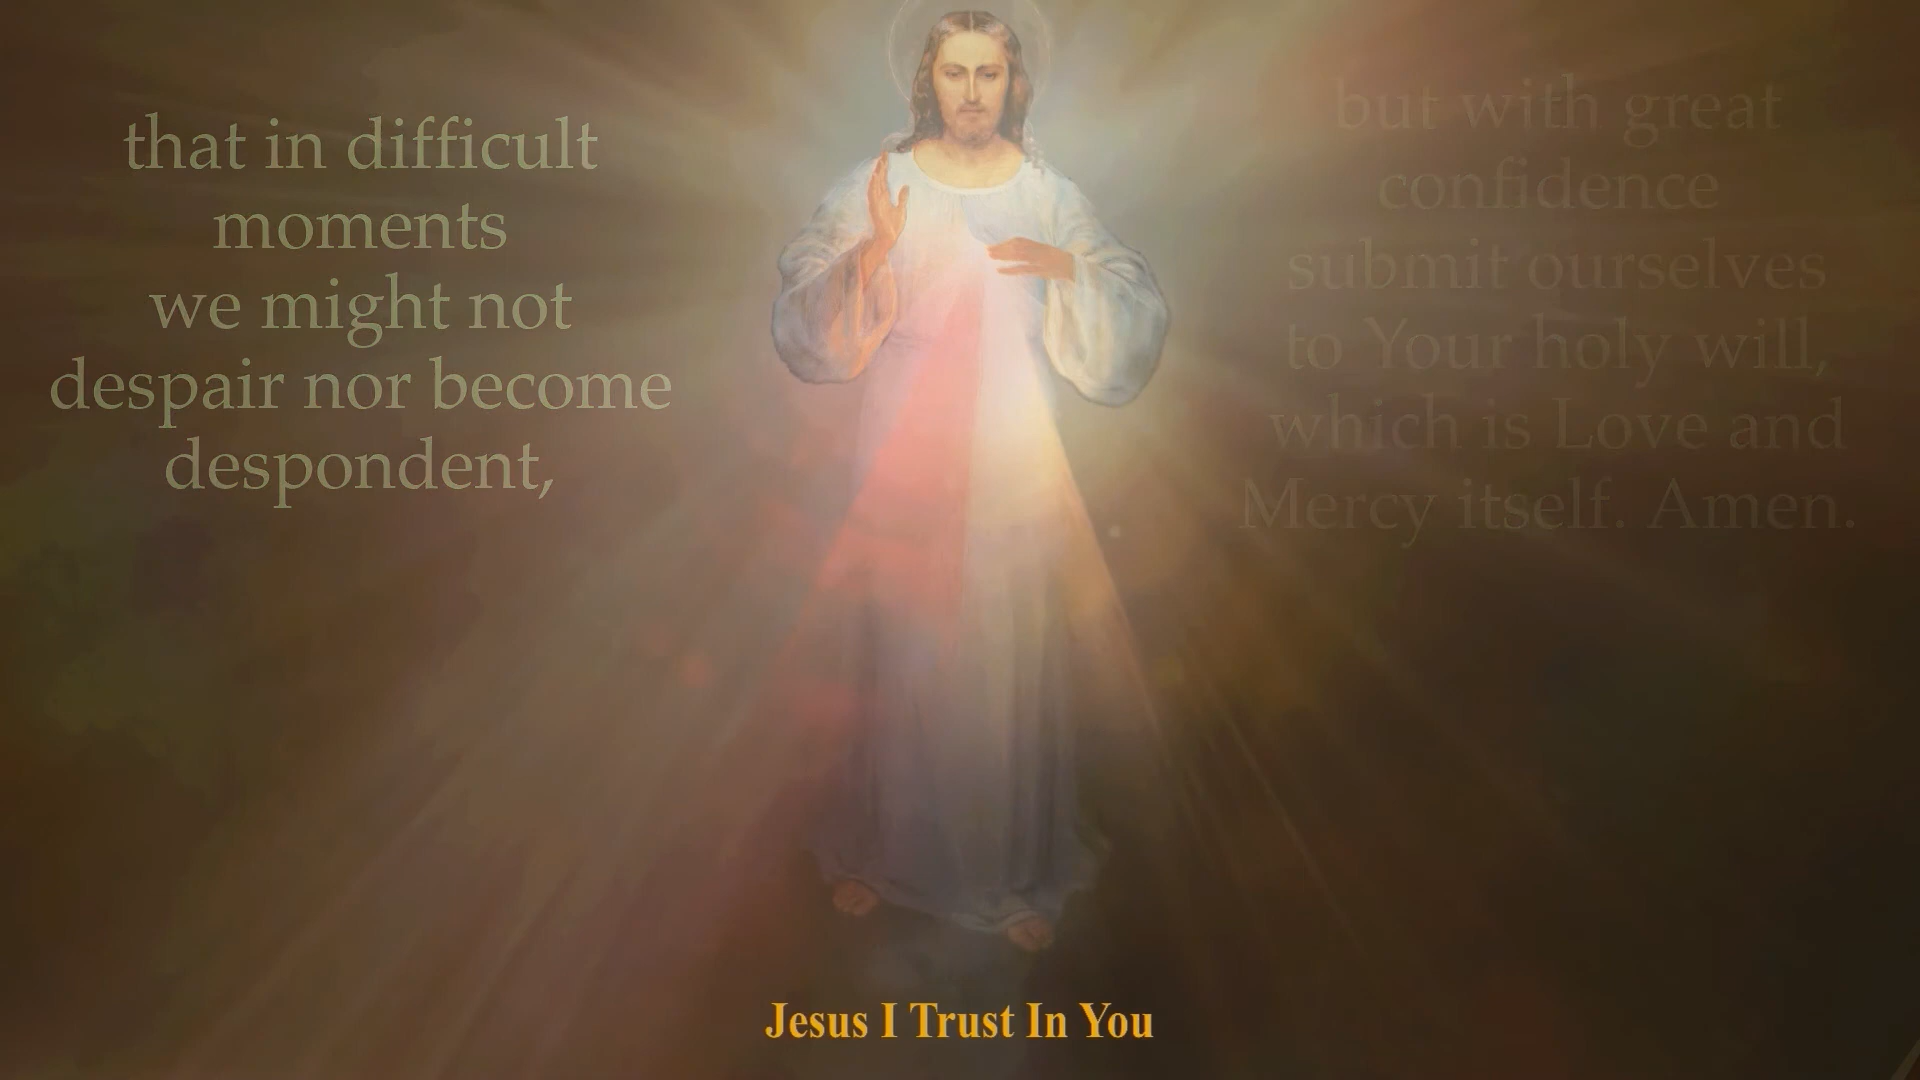 that in difficult
moments
we might not
despair nor become
despondent,
but with great
confidence
submit ourselves
to Your holy will,
which is Love and
Mercy itself. Amen.
Jesus I Trust In You